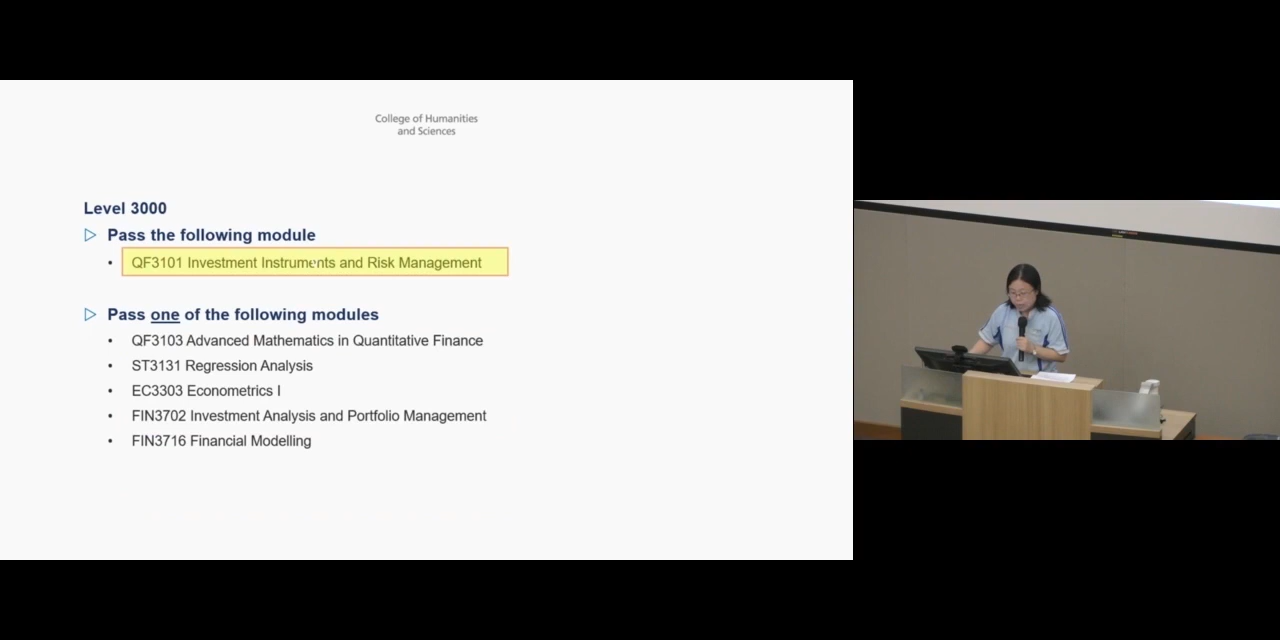 College of Humanities
and Sciences
Level 3000
Pass the following module
• QF3101 Investment Instruments and Risk Management
Pass one of the following modules
• QF3103 Advanced Mathematics in Quantitative Finance
• ST3131 Regression Analysis
• EC3303 Econometrics I
• FIN3702 Investment Analysis and Portfolio Management
• FIN3716 Financial Modelling